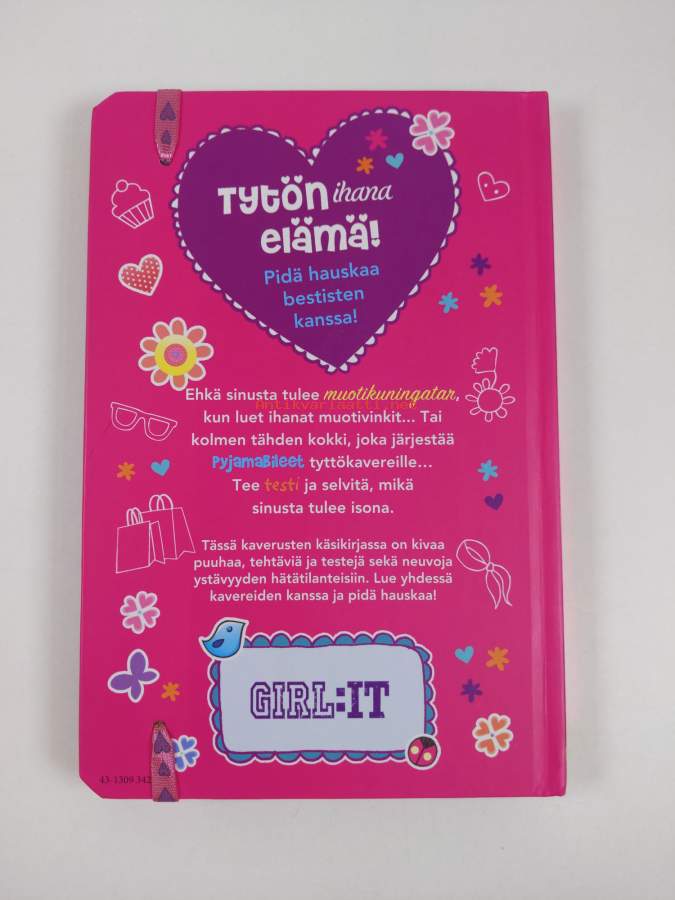 Tytön ihana
elämä!
Pidä hauskaa
bestisten
kanssa!
Ehkä sinusta tulee muotikuningatar,
Antikvariaatti.net
kun luet ihanat muotivinkit... Tai
kolmen tähden kokki, joka järjestää
Pyjamabileet tyttökavereille...
Tee testi ja selvitä, mikä
sinusta tulee isona.
Tässä kaverusten käsikirjassa on kivaa
puuhaa, tehtäviä ja testejä sekä neuvoja
ystävyyden hätätilanteisiin. Lue yhdessä
kavereiden kanssa ja pidä hauskaa!
GIRL:IT
43-1309 342